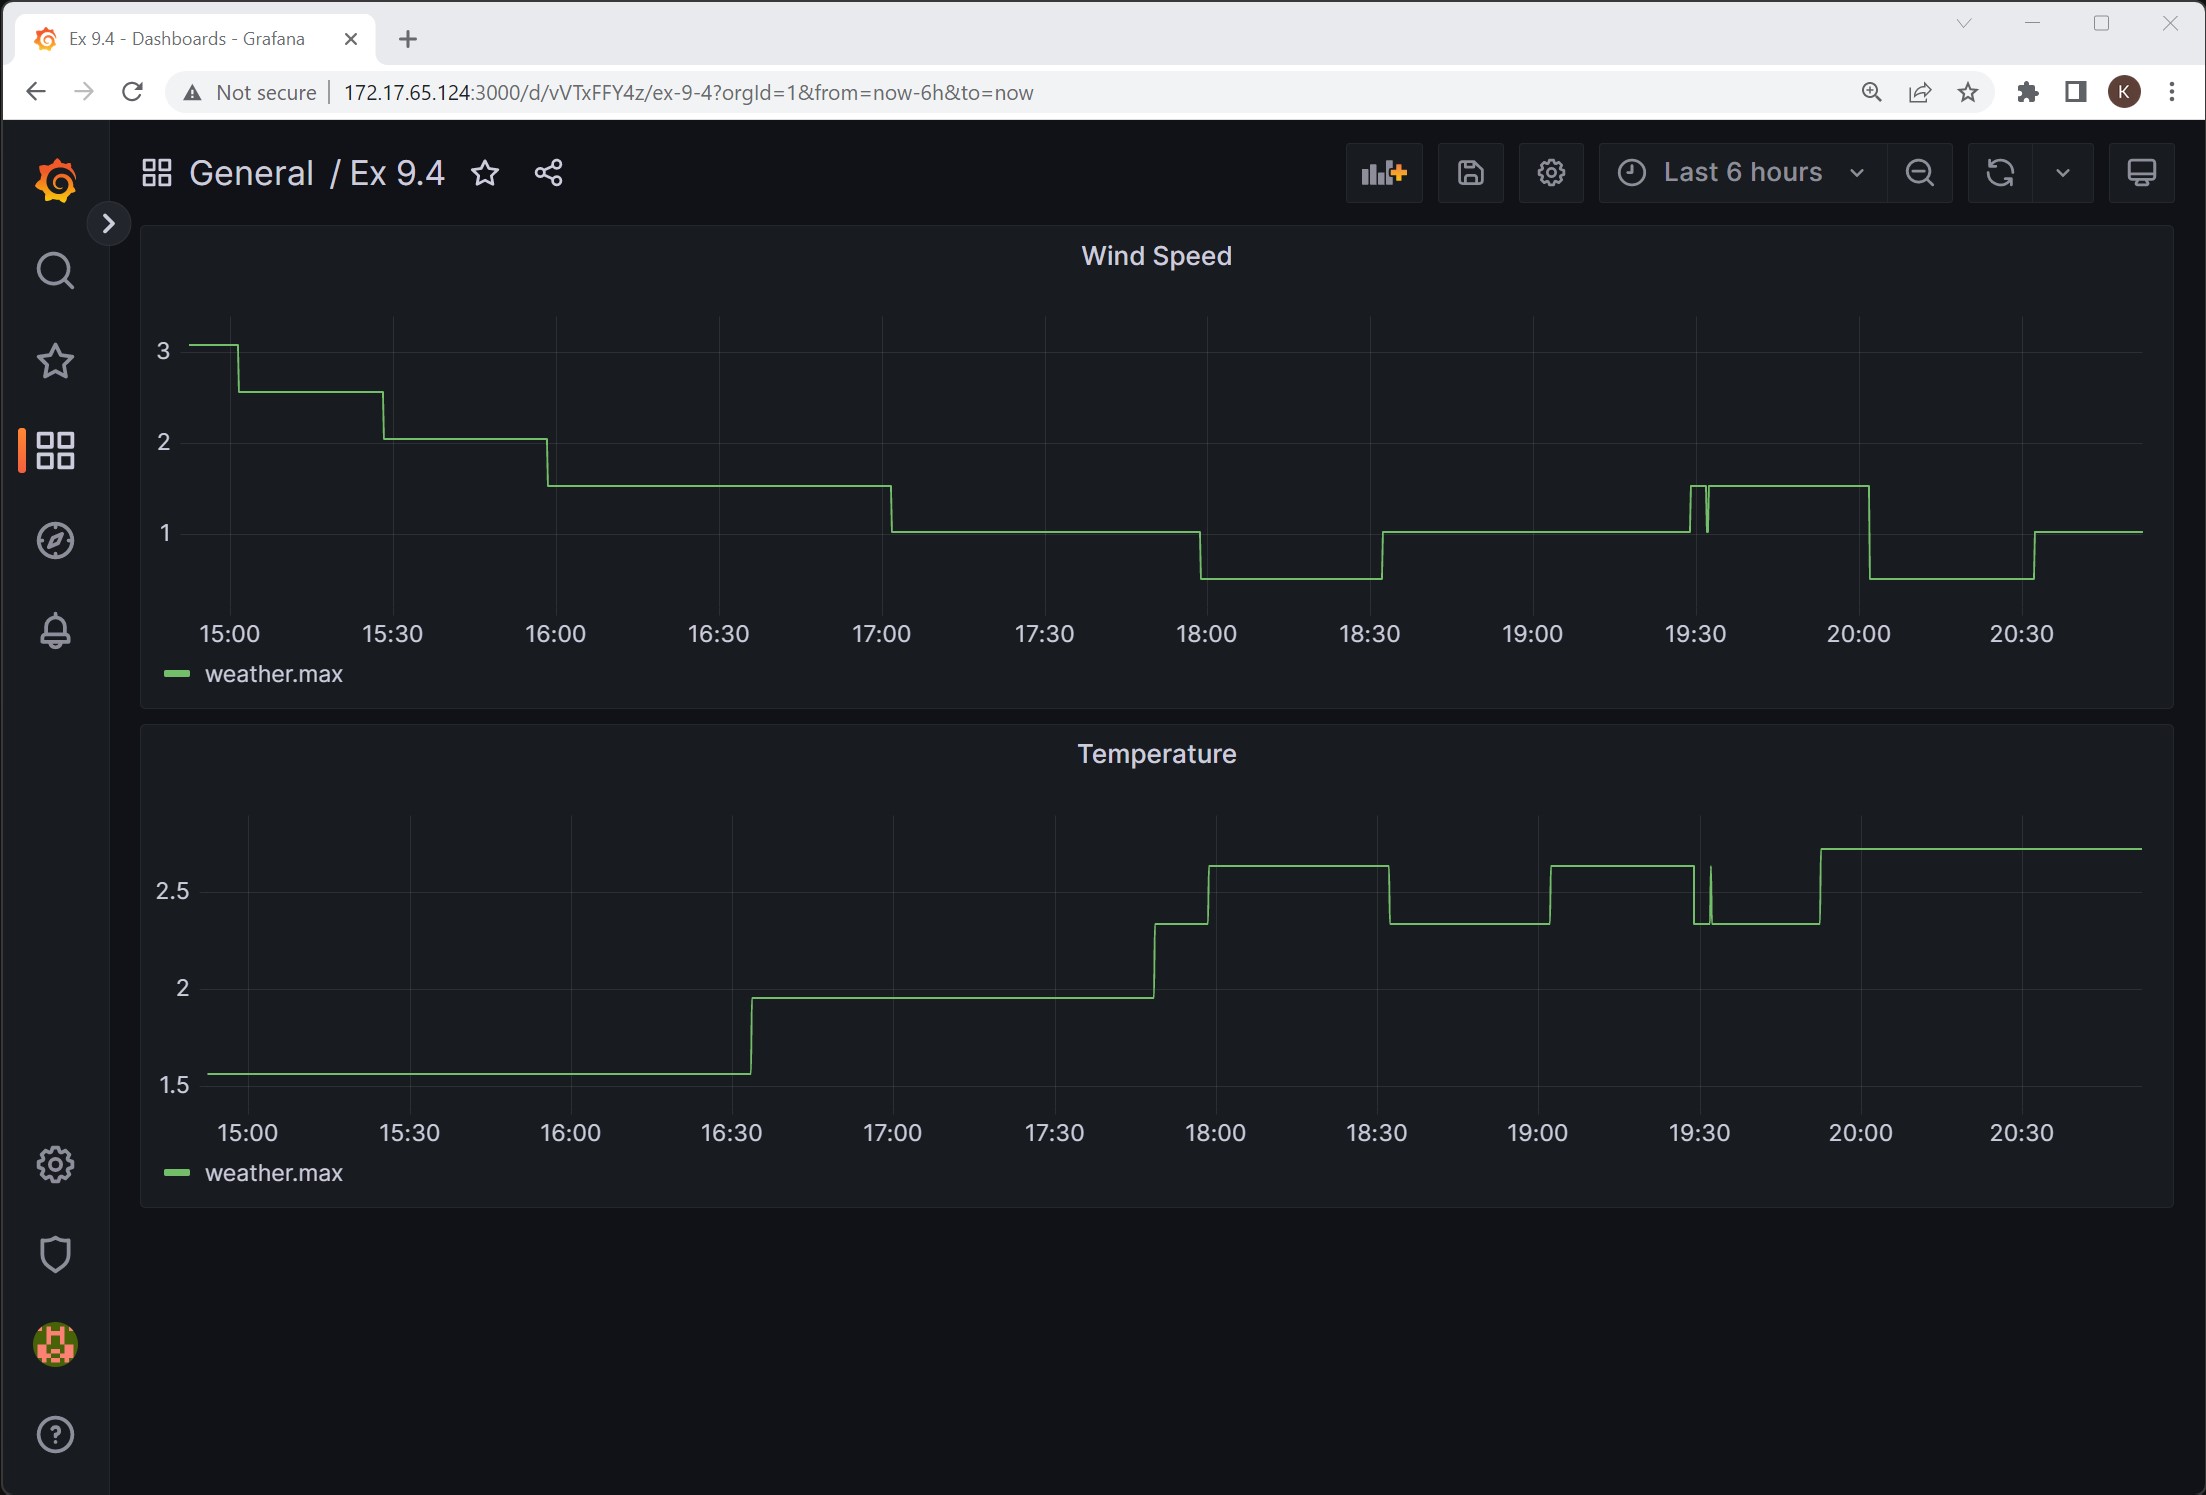 Ex 9.4 - Dashboards - Grafana
Not secure 172.17.65.124:3000/d/vVTxFFY4z/ex-9-4?orgId=1&from=now-6h&to=now
K
General / Ex 9.4
Last 6 hours
Wind Speed
3
2
1
15:00 15:30 16:00 16:30 17:00 17:30 18:00 18:30 19:00 19:30 20:00 20:30
weather.max
Temperature
2.5
2
1.5
15:00 15:30 16:00 16:30 17:00 17:30 18:00 18:30 19:00 19:30 20:00 20:30
weather.max